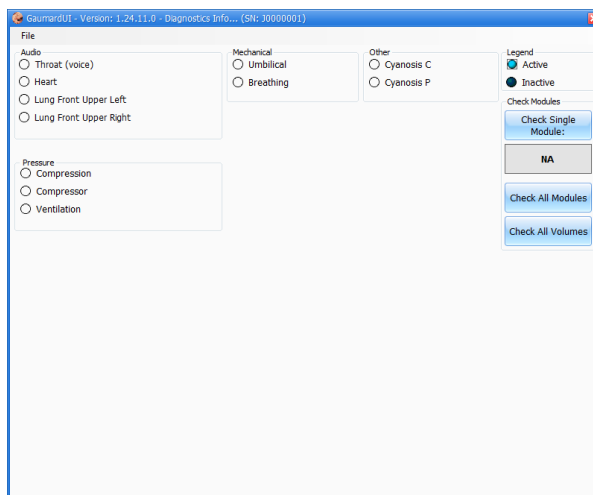 GaumardUI - Version: 1.24.11.0 - Diagnostics Info... (SN: J0000001)
File
Audio
Throat (voice)
Heart
Lung Front Upper Left
Lung Front Upper Right
Mechanical
Umbilical
Breathing
Other
Cyanosis C
Cyanosis P
Legend
Active
Inactive
Check Modules
Check Single
Module:
NA
Check All Modules
Check All Volumes
Pressure
Compression
Compressor
Ventilation